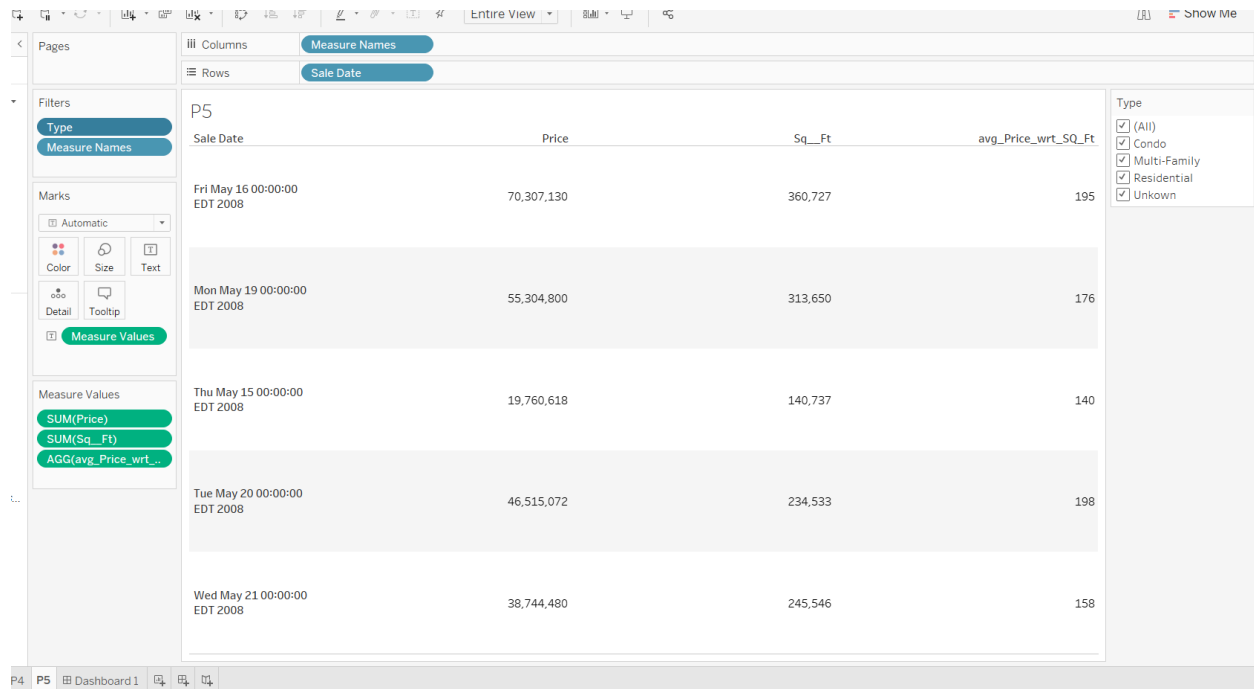 Entire View
Show Me
Pages
Columns
Measure Names
Rows
Sale Date
Filters
Type
Measure Names
Marks
Automatic
Color
Size
Text
Detail
Tooltip
Measure Values
Measure Values
SUM(Price)
SUM(Sq__Ft)
AGG(avg_Price_wrt_..
P5
Sale Date Price Sq__Ft avg_Price_wrt_SQ_Ft
Fri May 16 00:00:00
EDT 2008
70,307,130 360,727 195
Mon May 19 00:00:00
EDT 2008
55,304,800 313,650 176
Thu May 15 00:00:00
EDT 2008
19,760,618 140,737 140
Tue May 20 00:00:00
EDT 2008
46,515,072 234,533 198
Wed May 21 00:00:00
EDT 2008
38,744,480 245,546 158
Type
(All)
Condo
Multi-Family
Residential
Unkown
P4 P5 Dashboard 1